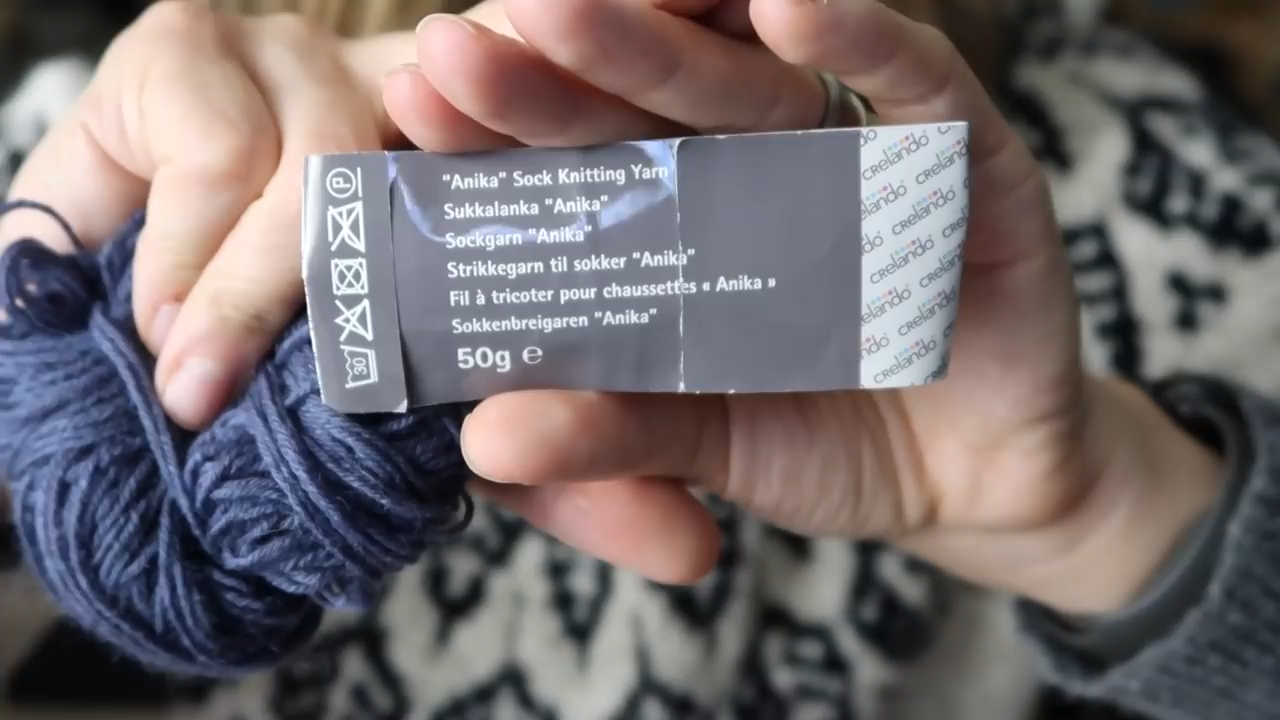 "Anika" Sock Knitting Yarn
Sukkalanka "Anika"
Sockgarn "Anika"
Strikkegarn til sokker "Anika"
Fil à tricoter pour chaussettes « Anika »
Sokkenbreigaren "Anika"
50g ℮
P
30
crelando
crelando
crelando
crelando
crelando
crelando
crelando